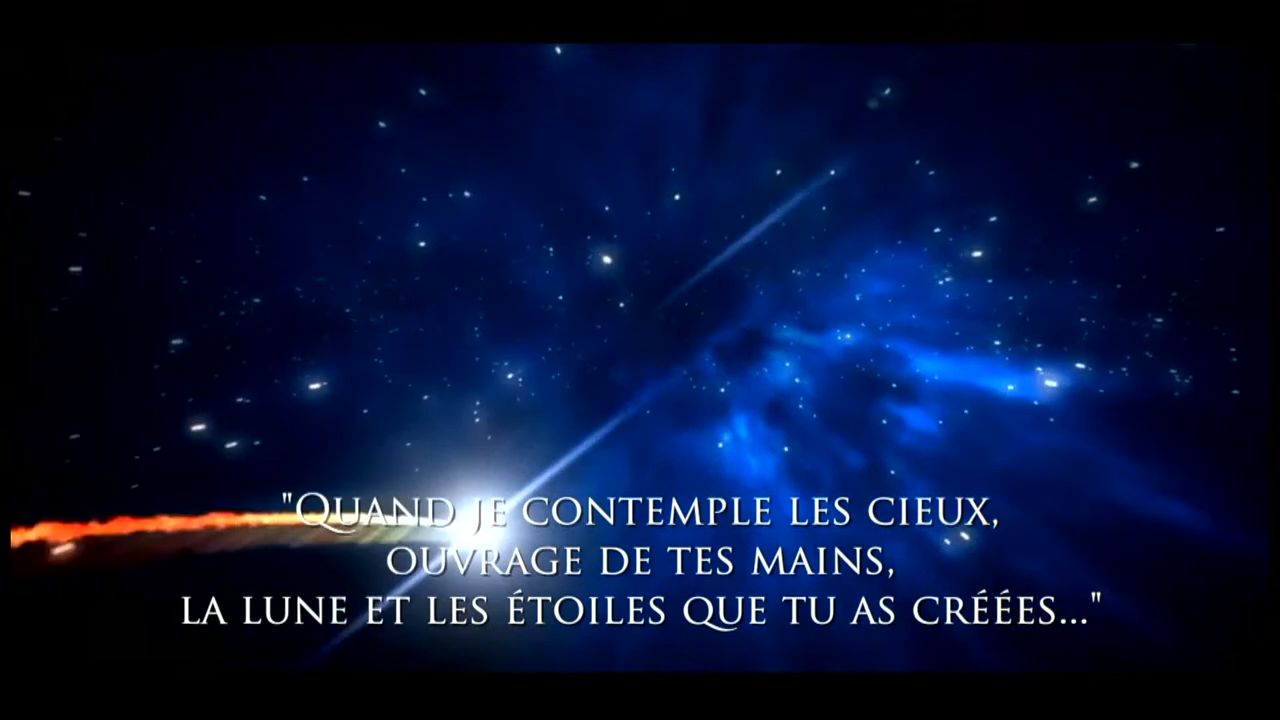 "Quand je contemple les cieux,
ouvrage de tes mains,
la lune et les étoiles que tu as créées..."